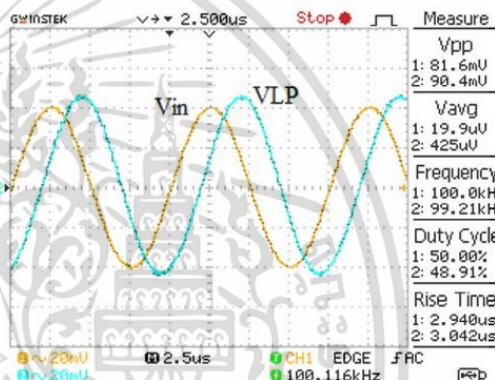 GWINSTEK 2.500us Stop Measure
Vpp
1: 81.6mV
2: 90.4mV
Vavg
1: 19.9uV
2: 425uV
Frequency
1: 100.0kH
2: 99.21kH
Duty Cycle
1: 50.00%
2: 48.91%
Rise Time
1: 2.940us
2: 3.042us
Vin VLP
1 20mV M 2.5us CH1 EDGE AC
2 20mV 100.116kHz